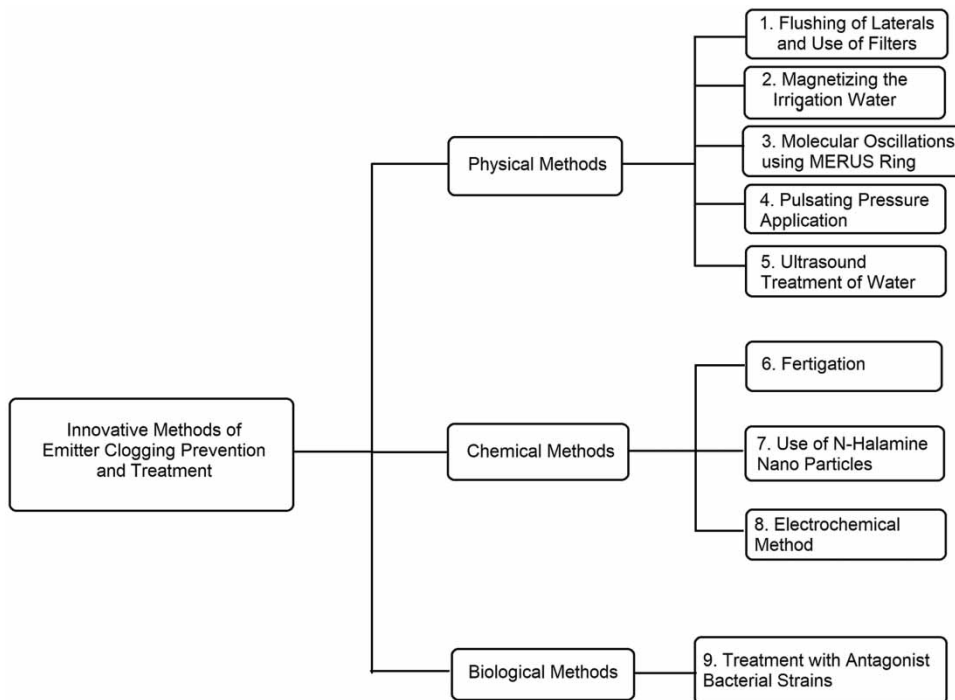 1. Flushing of Laterals
and Use of Filters
2. Magnetizing the
Irrigation Water
3. Molecular Oscillations
using MERUS Ring
4. Pulsating Pressure
Application
5. Ultrasound
Treatment of Water
Physical Methods
6. Fertigation
7. Use of N-Halamine
Nano Particles
8. Electrochemical
Method
Chemical Methods
Innovative Methods of
Emitter Clogging Prevention
and Treatment
Biological Methods
9. Treatment with Antagonist
Bacterial Strains